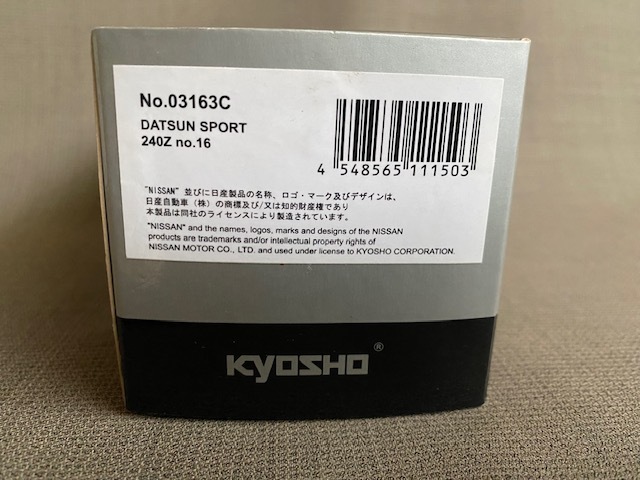 No.03163C
DATSUN SPORT
240Z no.16
4 548565 111503
"NISSAN" 並びに日産製品の名称、ロゴ・マーク及びデザインは、
日産自動車（株）の商標及び/又は知的財産権であり
本製品は同社のライセンスにより製造されています。
"NISSAN" and the names, logos, marks and designs of the NISSAN
products are trademarks and/or intellectual property rights of
NISSAN MOTOR CO., LTD. and used under license to KYOSHO CORPORATION.
KYOSHO®